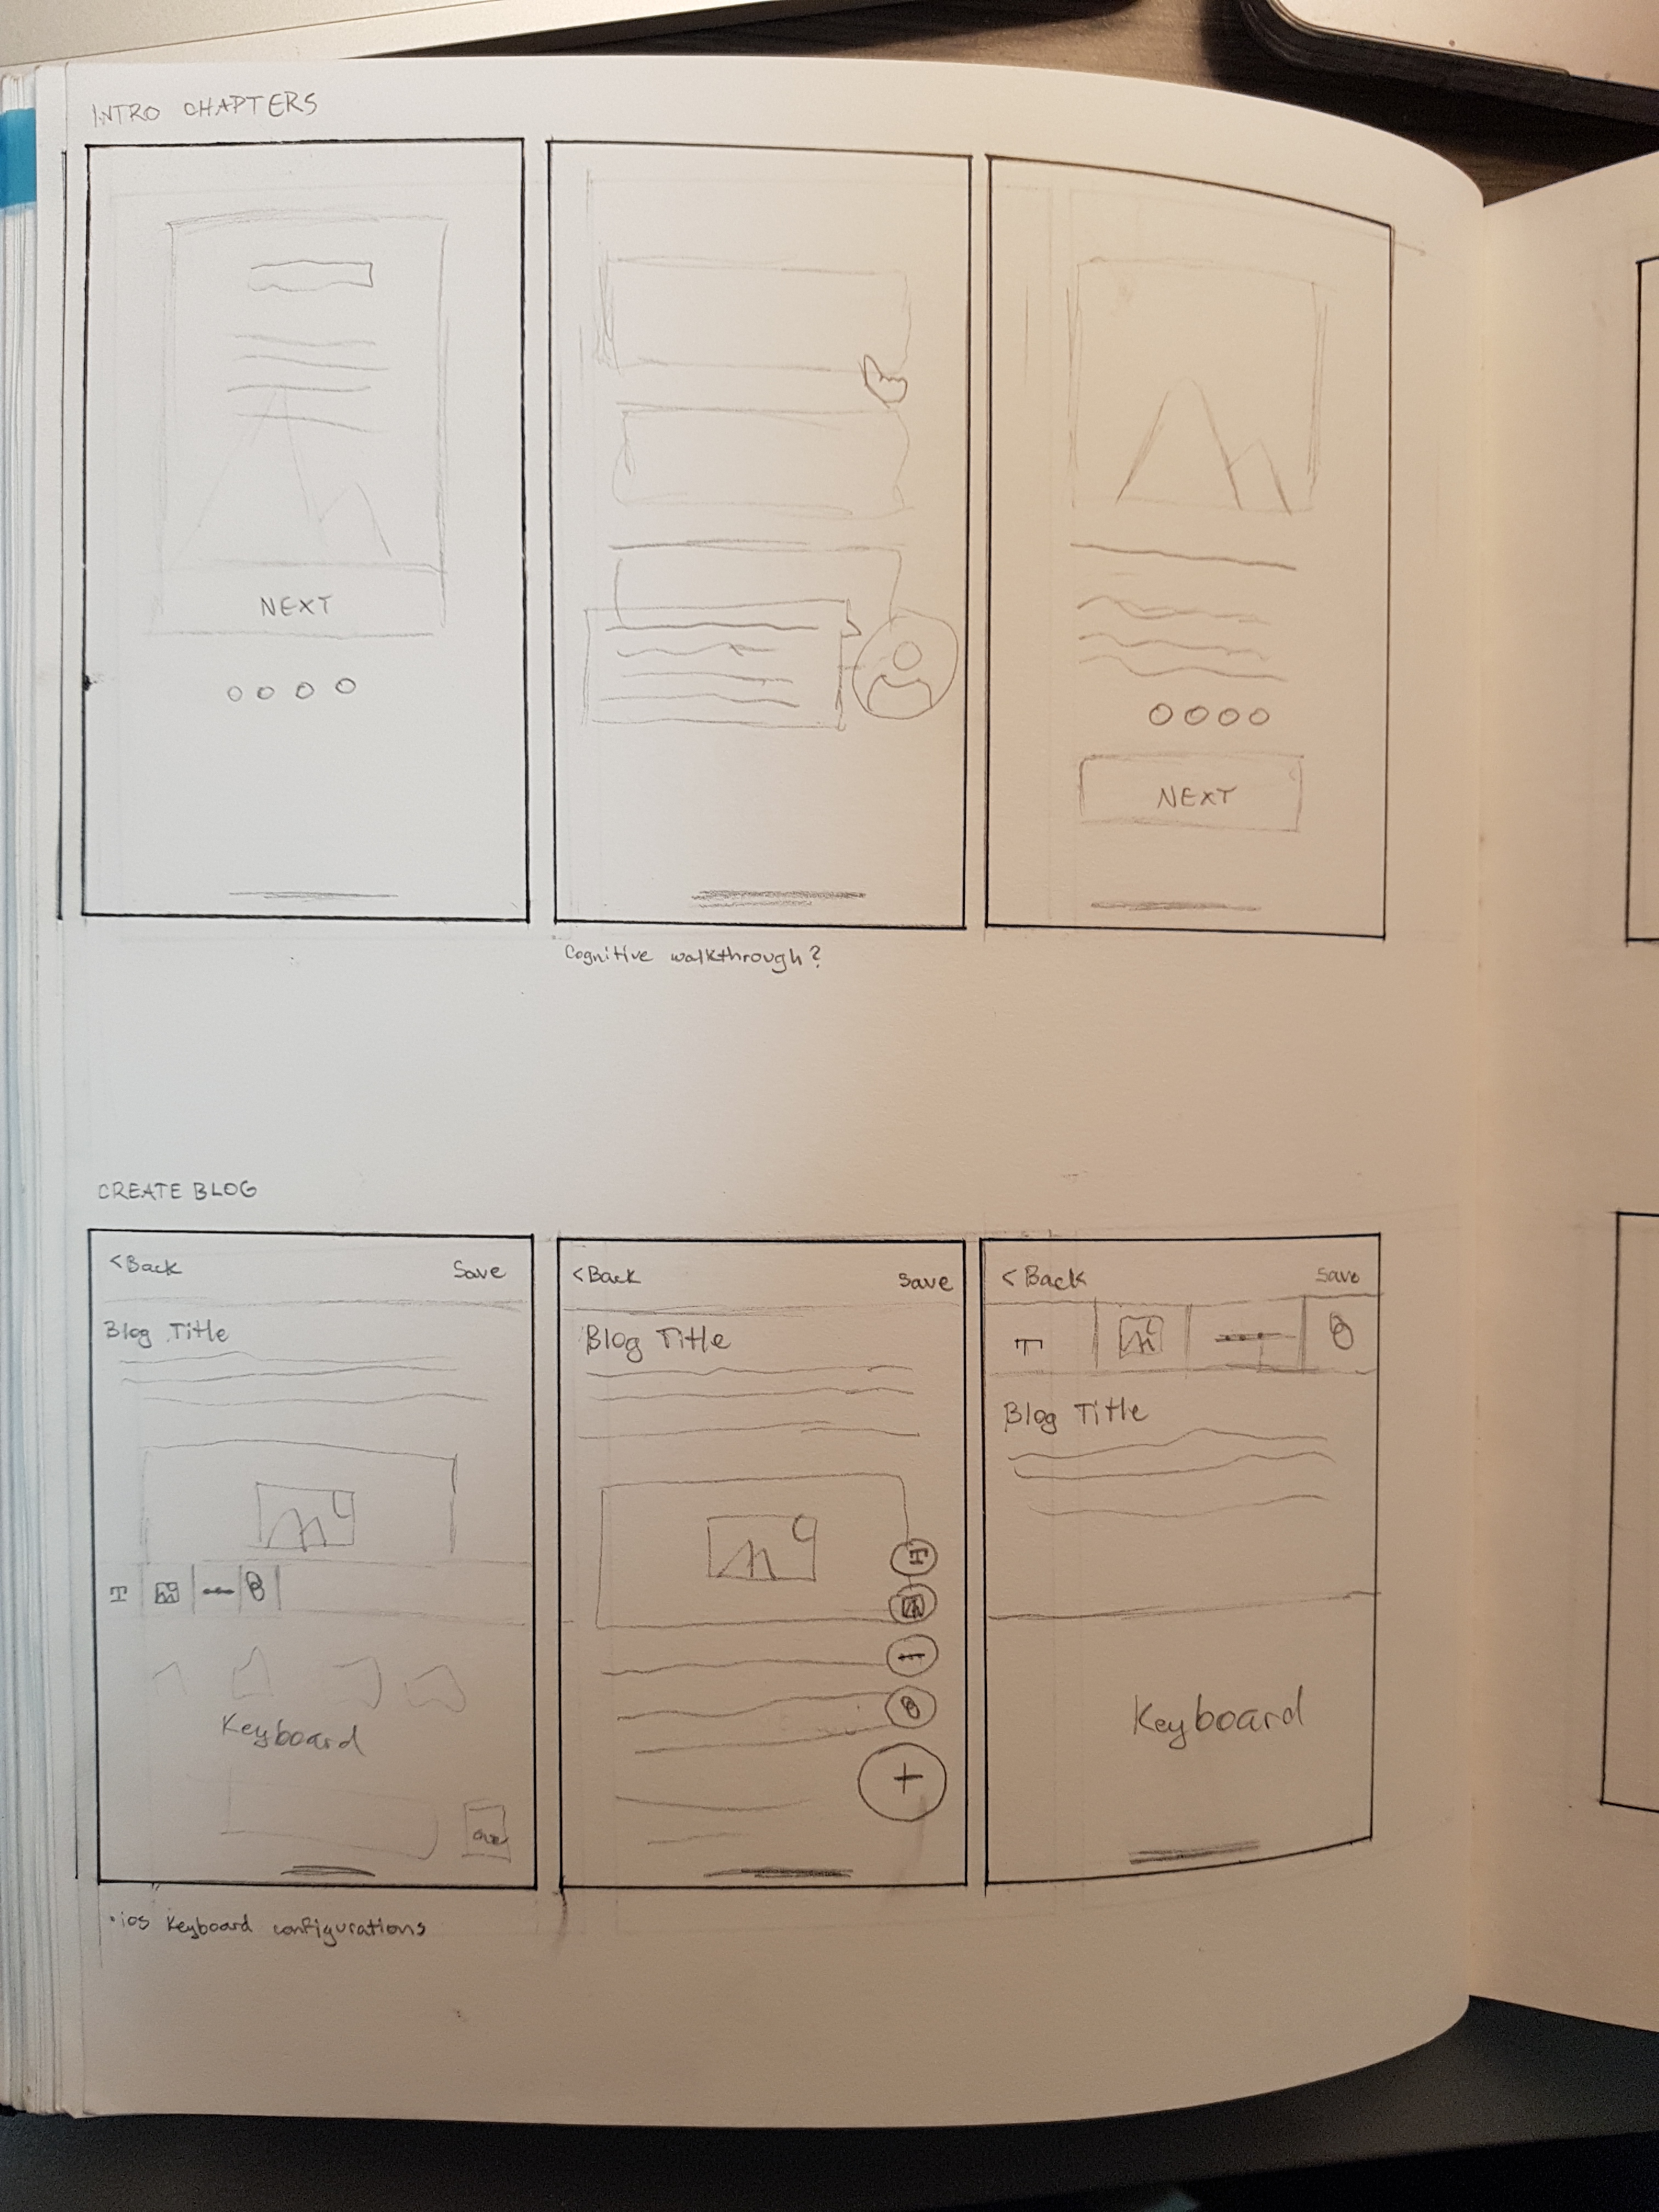 INTRO CHAPTERS
NEXT
NEXT
Cognitive walkthrough?
CREATE BLOG
<Back Save
Blog Title
T
Keyboard
<Back Save
Blog Title
T
+
<Back Save
T
Blog Title
Keyboard
•ios Keyboard configurations